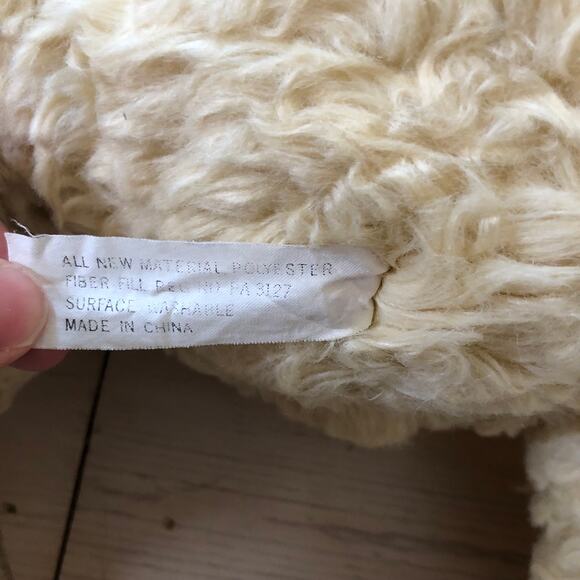 ALL NEW MATERIAL POLYESTER
FIBER FILL REG. NO PA 3127
SURFACE WASHABLE
MADE IN CHINA